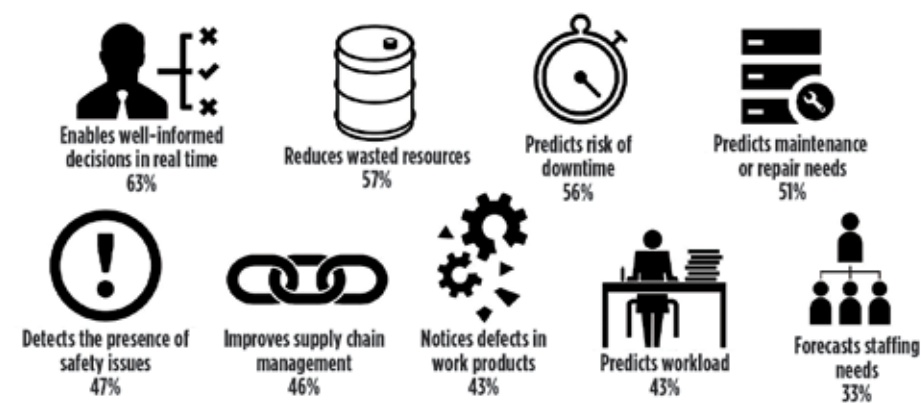 Enables well-informed
decisions in real time
63%
Reduces wasted resources
57%
Predicts risk of
downtime
56%
Predicts maintenance
or repair needs
51%
Detects the presence of
safety issues
47%
Improves supply chain
management
46%
Notices defects in
work products
43%
Predicts workload
43%
Forecasts staffing
needs
33%